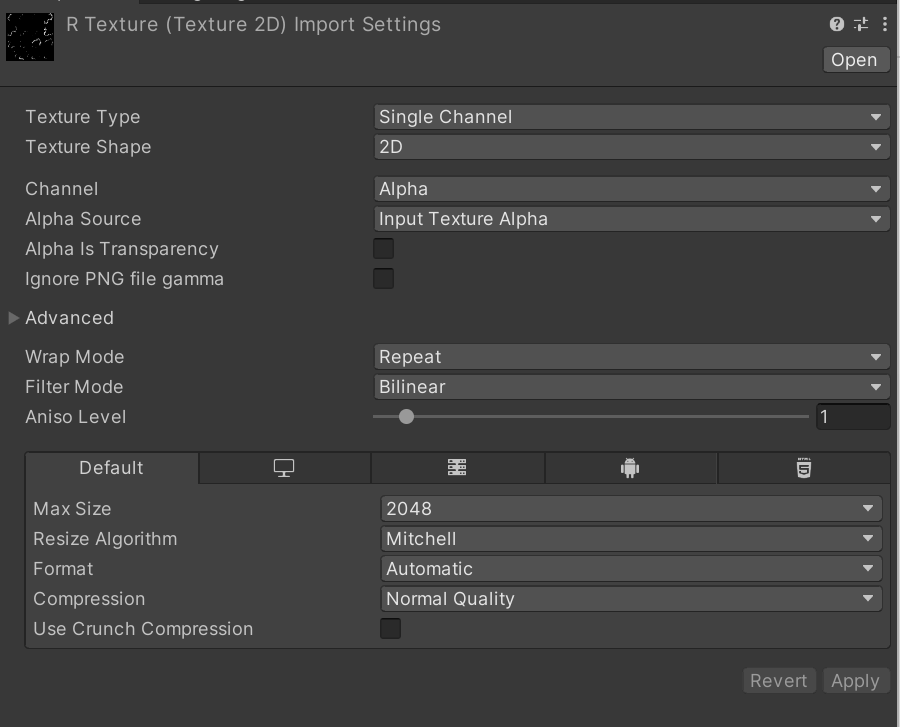 R Texture (Texture 2D) Import Settings
Open
Texture Type Single Channel
Texture Shape 2D
Channel Alpha
Alpha Source Input Texture Alpha
Alpha Is Transparency
Ignore PNG file gamma
Advanced
Wrap Mode Repeat
Filter Mode Bilinear
Aniso Level 1
Default
Max Size 2048
Resize Algorithm Mitchell
Format Automatic
Compression Normal Quality
Use Crunch Compression
Revert Apply